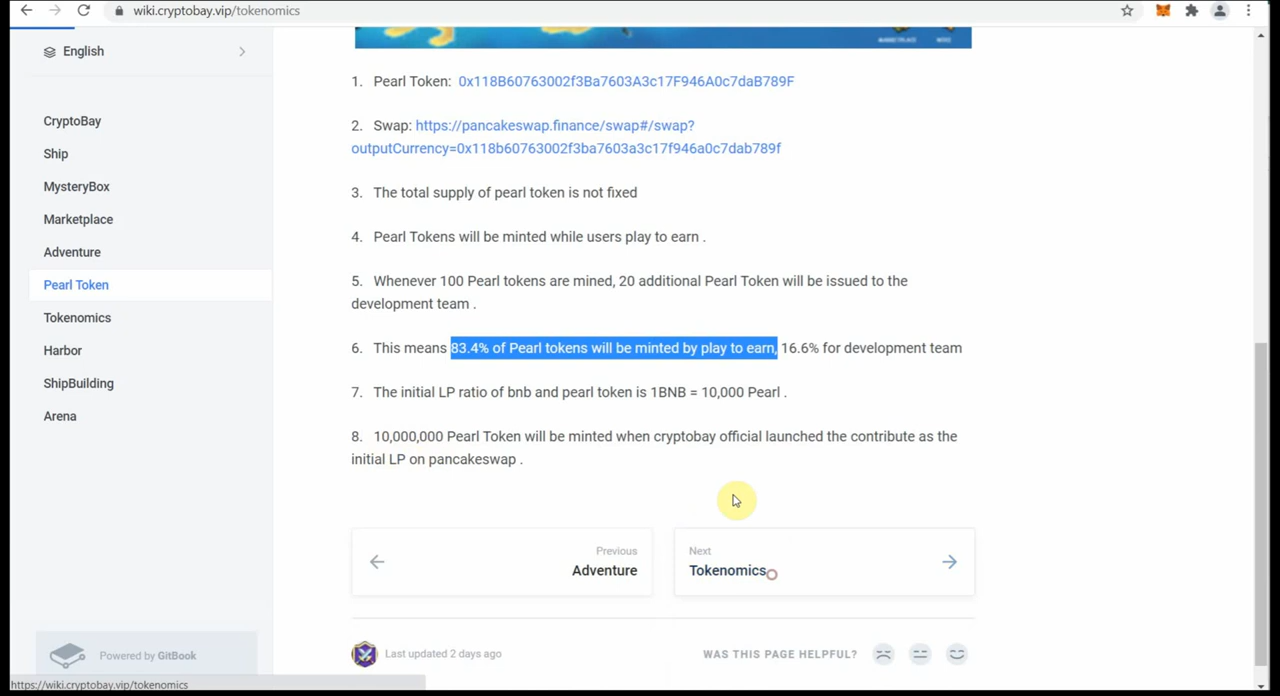 wiki.cryptobay.vip/tokenomics
English
CryptoBay
Ship
MysteryBox
Marketplace
Adventure
Pearl Token
Tokenomics
Harbor
ShipBuilding
Arena
Powered by GitBook
https://wiki.cryptobay.vip/tokenomics
MARKETPLACE
1. Pearl Token: 0x118B60763002f3Ba7603A3c17F946A0c7daB789F
2. Swap: https://pancakeswap.finance/swap#/swap?
outputCurrency=0x118b60763002f3ba7603a3c17f946a0c7dab789f
3. The total supply of pearl token is not fixed
4. Pearl Tokens will be minted while users play to earn .
5. Whenever 100 Pearl tokens are mined, 20 additional Pearl Token will be issued to the
development team .
6. This means 83.4% of Pearl tokens will be minted by play to earn, 16.6% for development team
7. The initial LP ratio of bnb and pearl token is 1BNB = 10,000 Pearl .
8. 10,000,000 Pearl Token will be minted when cryptobay official launched the contribute as the
initial LP on pancakeswap .
Previous
Adventure
Next
Tokenomics
Last updated 2 days ago
WAS THIS PAGE HELPFUL?